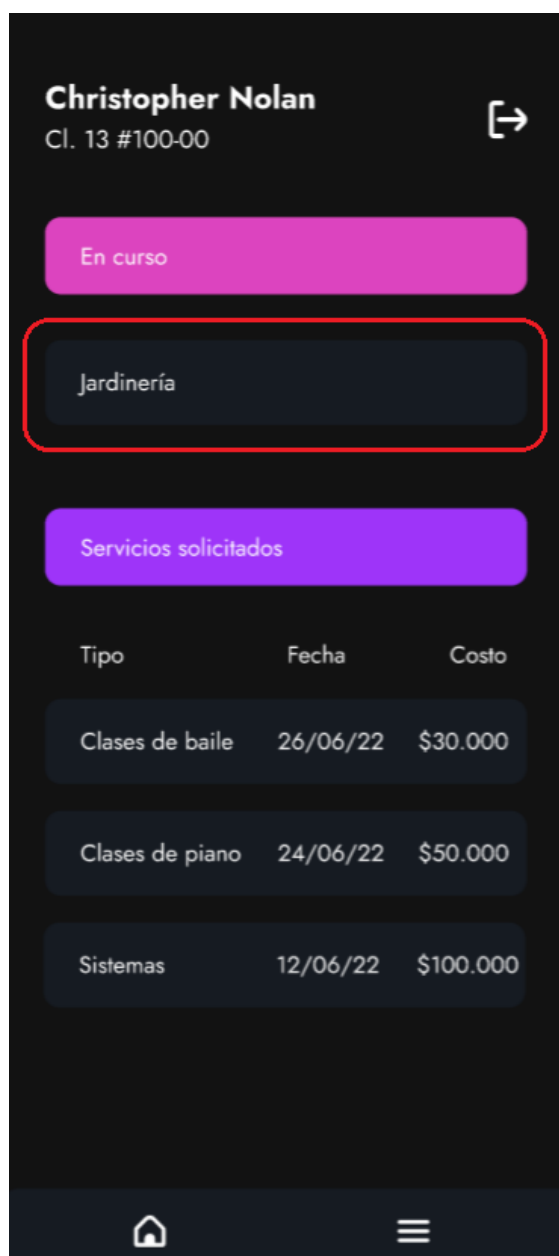 Christopher Nolan
Cl. 13 #100-00
En curso
Jardinería
Servicios solicitados
Tipo Fecha Costo
Clases de baile 26/06/22 $30.000
Clases de piano 24/06/22 $50.000
Sistemas 12/06/22 $100.000